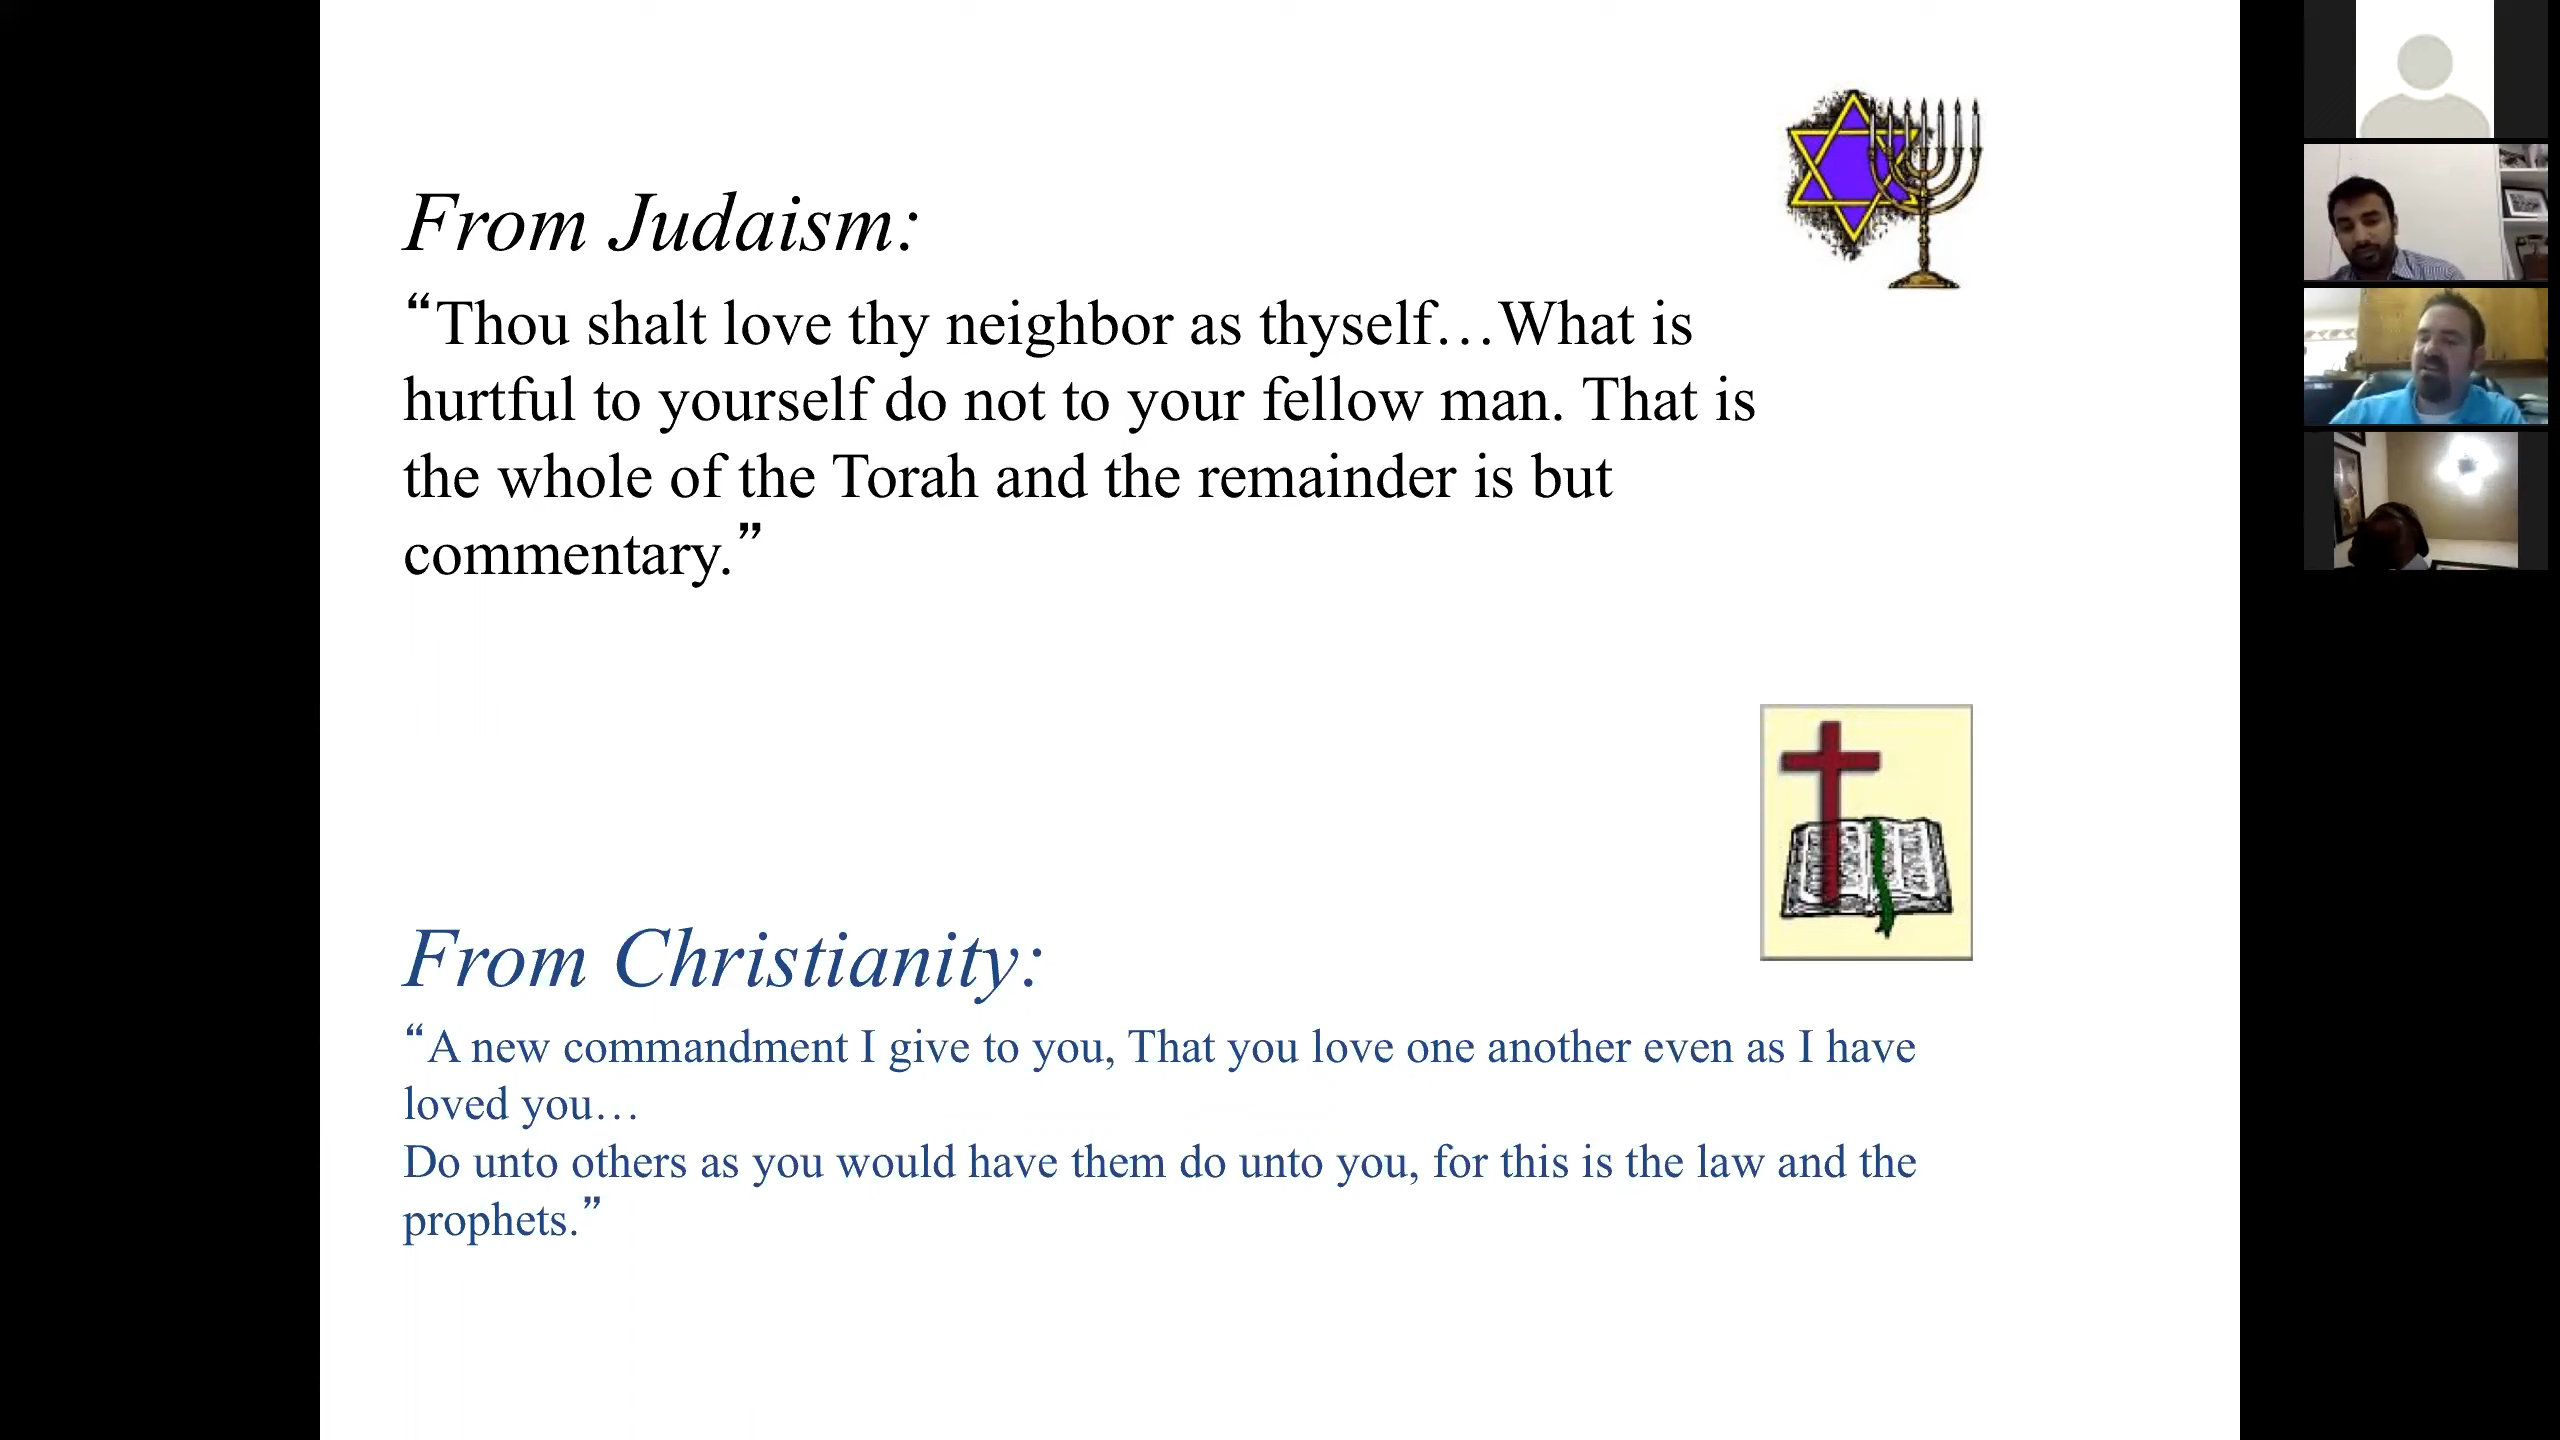 From Judaism:
“Thou shalt love thy neighbor as thyself…What is
hurtful to yourself do not to your fellow man. That is
the whole of the Torah and the remainder is but
commentary.”
From Christianity:
“A new commandment I give to you, That you love one another even as I have
loved you…
Do unto others as you would have them do unto you, for this is the law and the
prophets.”